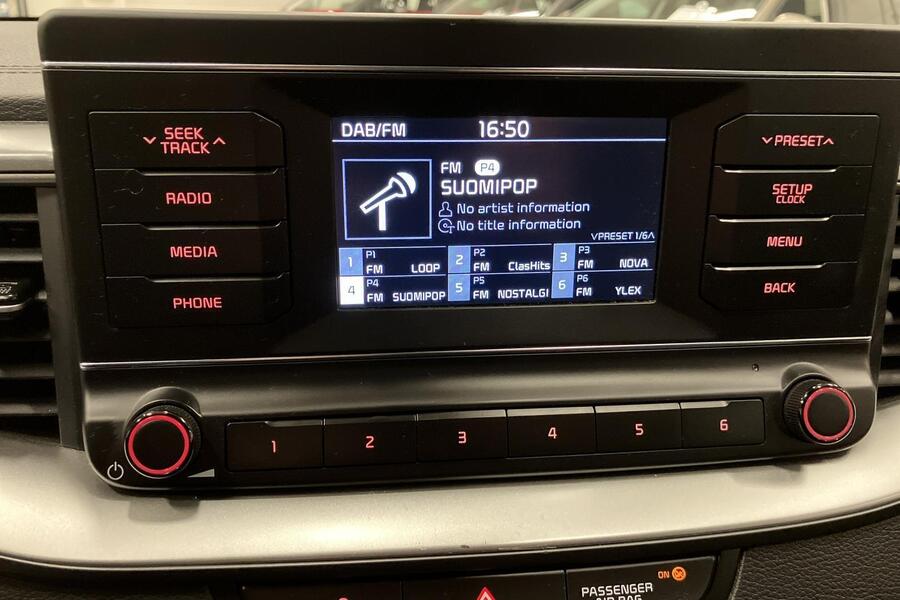 DAB/FM 16:50
SEEK
TRACK
RADIO
MEDIA
PHONE
FM P4
SUOMIPOP
No artist information
No title information
PRESET 1/6
1 P1 FM LOOP
2 P2 FM ClasHits
3 P3 FM NOVA
4 P4 FM SUOMIPOP
5 P5 FM NOSTALGI
6 P6 FM YLEX
PRESET
SETUP
CLOCK
MENU
BACK
1 2 3 4 5 6
ON
PASSENGER
AIR BAG